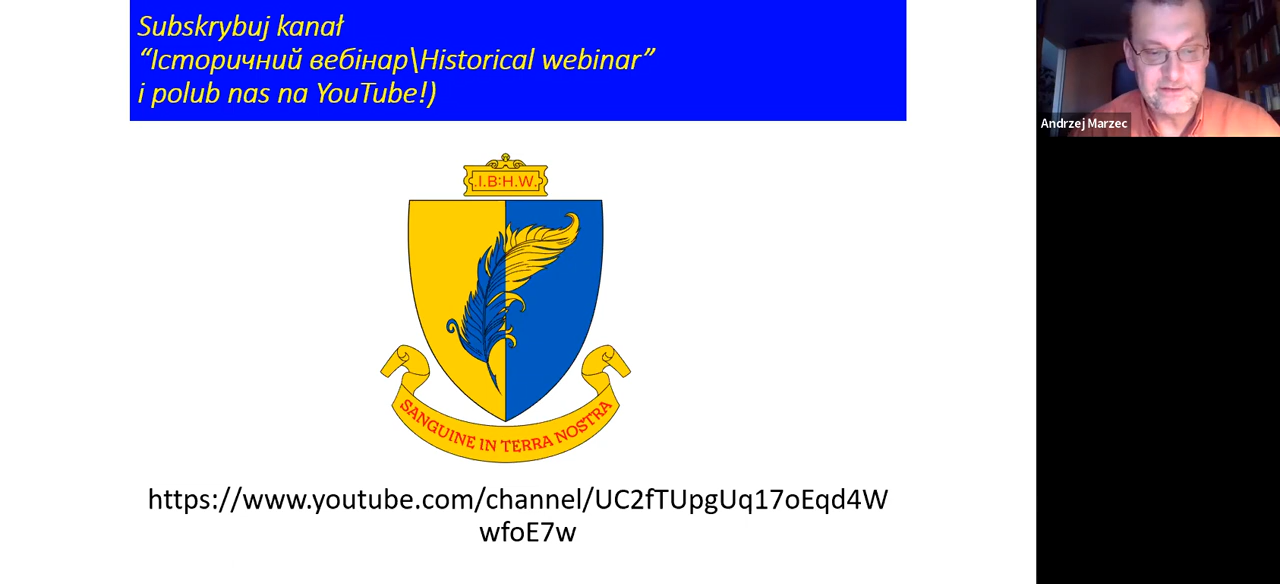 Subskrybuj kanał
“Історичний вебінар\Historical webinar”
i polub nas na YouTube!)
Andrzej Marzec
.I.B:H.W.
SANGUINE IN TERRA NOSTRA
https://www.youtube.com/channel/UC2fTUpgUq17oEqd4W
wfoE7w